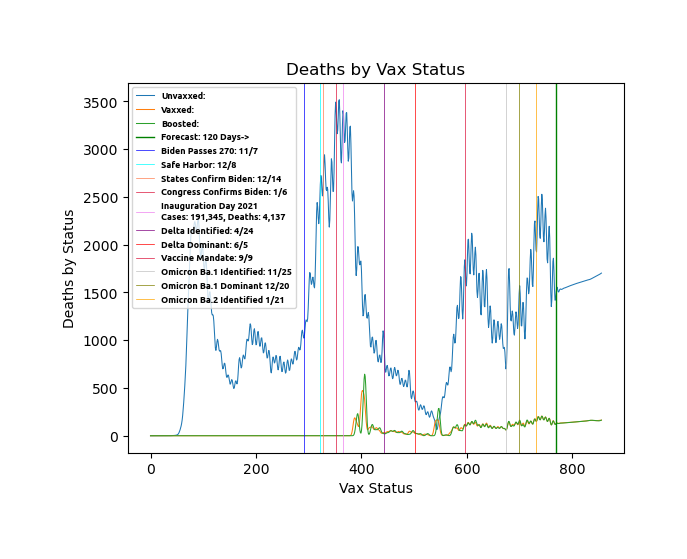 Deaths by Vax Status
Deaths by Status
3500
3000
2500
2000
1500
1000
500
0
Unvaxxed:
Vaxxed:
Boosted:
Forecast: 120 Days->
Biden Passes 270: 11/7
Safe Harbor: 12/8
States Confirm Biden: 12/14
Congress Confirms Biden: 1/6
Inauguration Day 2021
Cases: 191,345, Deaths: 4,137
Delta Identified: 4/24
Delta Dominant: 6/5
Vaccine Mandate: 9/9
Omicron Ba.1 Identified: 11/25
Omicron Ba.1 Dominant 12/20
Omicron Ba.2 Identified 1/21
0 200 400 600 800
Vax Status